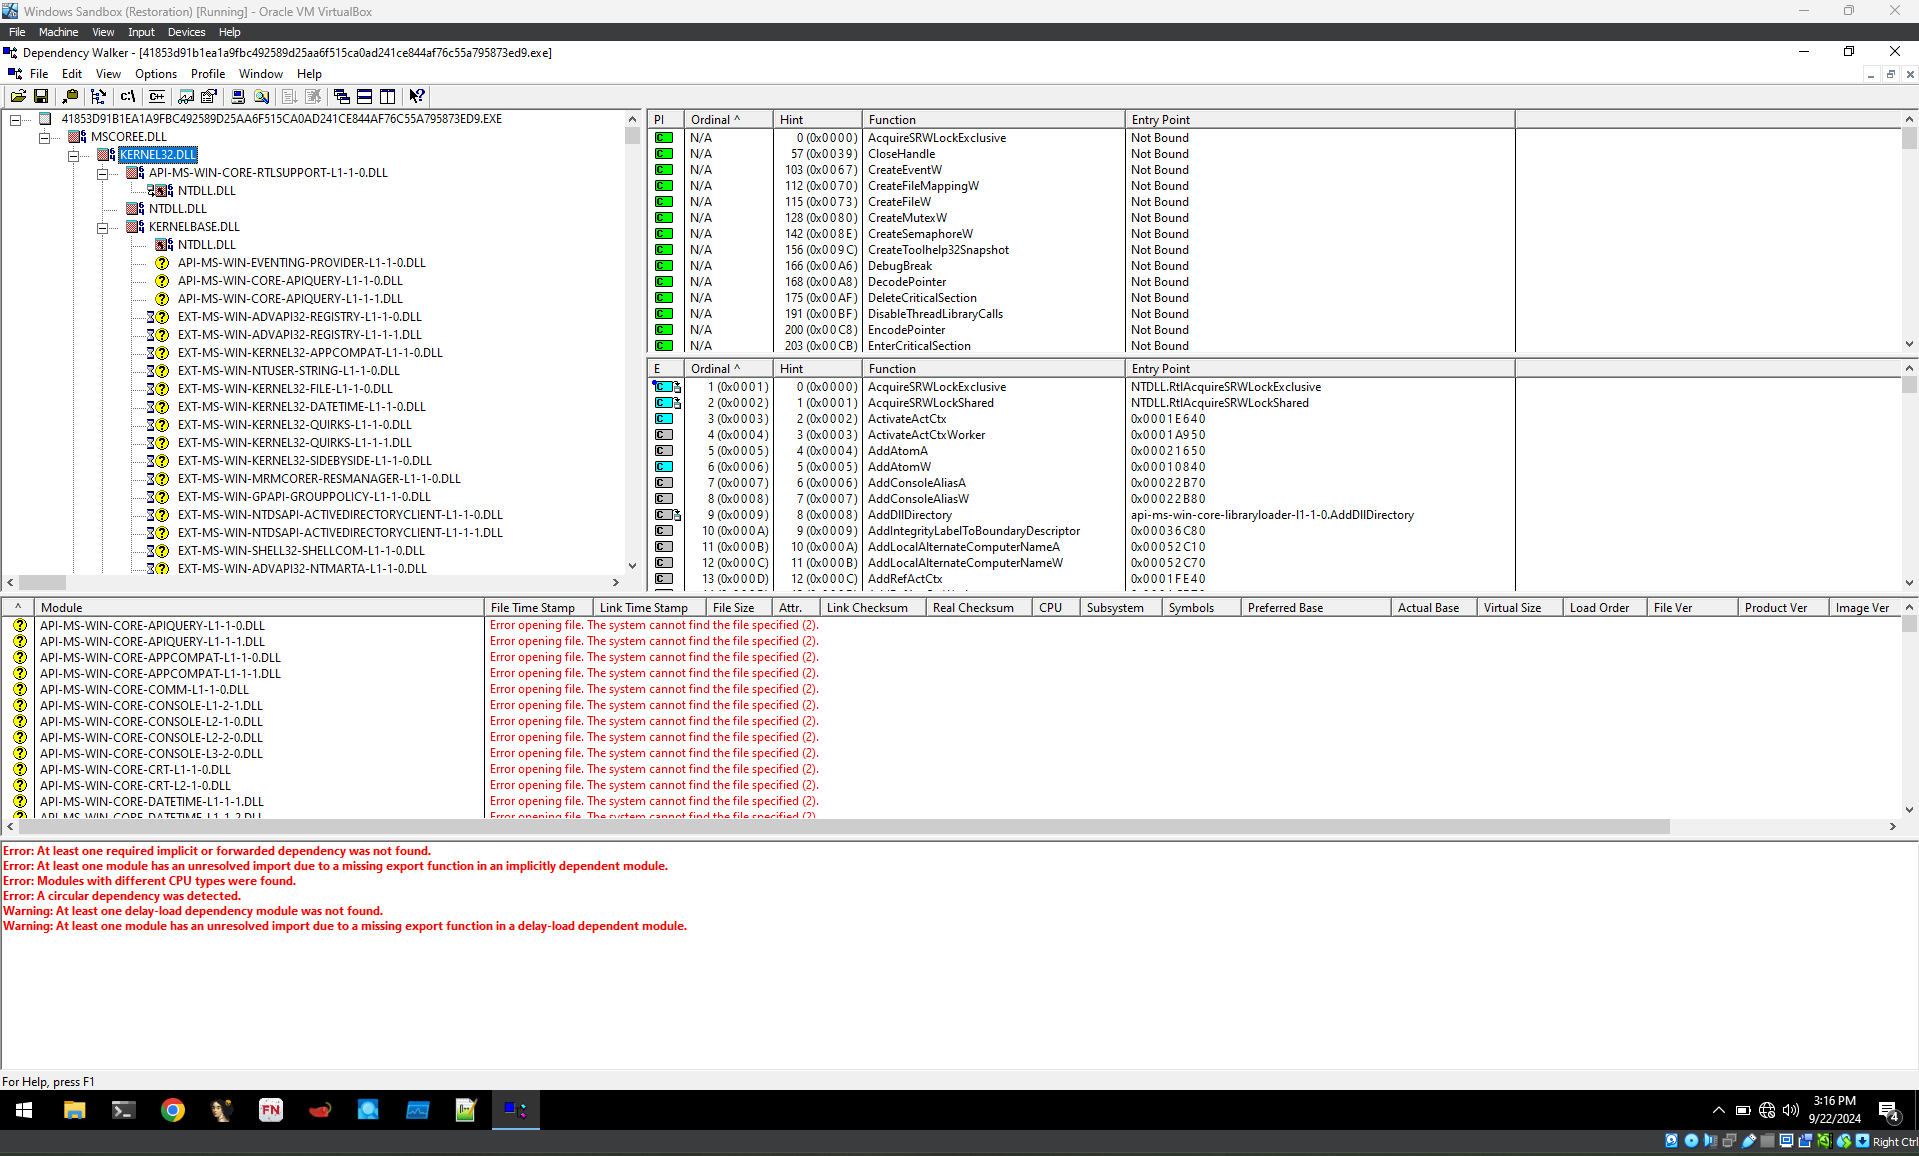 Windows Sandbox (Restoration) [Running] - Oracle VM VirtualBox
File Machine View Input Devices Help
Dependency Walker - [41853d91b1ea1a9fbc492589d25aa6f515ca0ad241ce844af76c55a795873ed9.exe]
File Edit View Options Profile Window Help
c:\ C++
41853D91B1EA1A9FBC492589D25AA6F515CA0AD241CE844AF76C55A795873ED9.EXE
MSCOREE.DLL
KERNEL32.DLL
API-MS-WIN-CORE-RTLSUPPORT-L1-1-0.DLL
NTDLL.DLL
NTDLL.DLL
KERNELBASE.DLL
NTDLL.DLL
API-MS-WIN-EVENTING-PROVIDER-L1-1-0.DLL
API-MS-WIN-CORE-APIQUERY-L1-1-0.DLL
API-MS-WIN-CORE-APIQUERY-L1-1-1.DLL
EXT-MS-WIN-ADVAPI32-REGISTRY-L1-1-0.DLL
EXT-MS-WIN-ADVAPI32-REGISTRY-L1-1-1.DLL
EXT-MS-WIN-KERNEL32-APPCOMPAT-L1-1-0.DLL
EXT-MS-WIN-NTUSER-STRING-L1-1-0.DLL
EXT-MS-WIN-KERNEL32-FILE-L1-1-0.DLL
EXT-MS-WIN-KERNEL32-DATETIME-L1-1-0.DLL
EXT-MS-WIN-KERNEL32-QUIRKS-L1-1-0.DLL
EXT-MS-WIN-KERNEL32-QUIRKS-L1-1-1.DLL
EXT-MS-WIN-KERNEL32-SIDEBYSIDE-L1-1-0.DLL
EXT-MS-WIN-MRMCORER-RESMANAGER-L1-1-0.DLL
EXT-MS-WIN-GPAPI-GROUPPOLICY-L1-1-0.DLL
EXT-MS-WIN-NTDSAPI-ACTIVEDIRECTORYCLIENT-L1-1-0.DLL
EXT-MS-WIN-NTDSAPI-ACTIVEDIRECTORYCLIENT-L1-1-1.DLL
EXT-MS-WIN-SHELL32-SHELLCOM-L1-1-0.DLL
EXT-MS-WIN-ADVAPI32-NTMARTA-L1-1-0.DLL
PI Ordinal ^ Hint Function Entry Point
C N/A 0 (0x0000) AcquireSRWLockExclusive Not Bound
C N/A 57 (0x0039) CloseHandle Not Bound
C N/A 103 (0x0067) CreateEventW Not Bound
C N/A 112 (0x0070) CreateFileMappingW Not Bound
C N/A 115 (0x0073) CreateFileW Not Bound
C N/A 128 (0x0080) CreateMutexW Not Bound
C N/A 142 (0x008E) CreateSemaphoreW Not Bound
C N/A 156 (0x009C) CreateToolhelp32Snapshot Not Bound
C N/A 166 (0x00A6) DebugBreak Not Bound
C N/A 168 (0x00A8) DecodePointer Not Bound
C N/A 175 (0x00AF) DeleteCriticalSection Not Bound
C N/A 191 (0x00BF) DisableThreadLibraryCalls Not Bound
C N/A 200 (0x00C8) EncodePointer Not Bound
C N/A 203 (0x00CB) EnterCriticalSection Not Bound
E Ordinal ^ Hint Function Entry Point
C 1 (0x0001) 0 (0x0000) AcquireSRWLockExclusive NTDLL.RtlAcquireSRWLockExclusive
C 2 (0x0002) 1 (0x0001) AcquireSRWLockShared NTDLL.RtlAcquireSRWLockShared
C 3 (0x0003) 2 (0x0002) ActivateActCtx 0x0001E640
C 4 (0x0004) 3 (0x0003) ActivateActCtxWorker 0x0001A950
C 5 (0x0005) 4 (0x0004) AddAtomA 0x00021650
C 6 (0x0006) 5 (0x0005) AddAtomW 0x00010840
C 7 (0x0007) 6 (0x0006) AddConsoleAliasA 0x00022B70
C 8 (0x0008) 7 (0x0007) AddConsoleAliasW 0x00022B80
C 9 (0x0009) 8 (0x0008) AddDllDirectory api-ms-win-core-libraryloader-l1-1-0.AddDllDirectory
C 10 (0x000A) 9 (0x0009) AddIntegrityLabelToBoundaryDescriptor 0x00036C80
C 11 (0x000B) 10 (0x000A) AddLocalAlternateComputerNameA 0x00052C10
C 12 (0x000C) 11 (0x000B) AddLocalAlternateComputerNameW 0x00052C70
C 13 (0x000D) 12 (0x000C) AddRefActCtx 0x0001FE40
^ Module File Time Stamp Link Time Stamp File Size Attr. Link Checksum Real Checksum CPU Subsystem Symbols Preferred Base Actual Base Virtual Size Load Order File Ver Product Ver Image Ver
API-MS-WIN-CORE-APIQUERY-L1-1-0.DLL Error opening file. The system cannot find the file specified (2).
API-MS-WIN-CORE-APIQUERY-L1-1-1.DLL Error opening file. The system cannot find the file specified (2).
API-MS-WIN-CORE-APPCOMPAT-L1-1-0.DLL Error opening file. The system cannot find the file specified (2).
API-MS-WIN-CORE-APPCOMPAT-L1-1-1.DLL Error opening file. The system cannot find the file specified (2).
API-MS-WIN-CORE-COMM-L1-1-0.DLL Error opening file. The system cannot find the file specified (2).
API-MS-WIN-CORE-CONSOLE-L1-2-1.DLL Error opening file. The system cannot find the file specified (2).
API-MS-WIN-CORE-CONSOLE-L2-1-0.DLL Error opening file. The system cannot find the file specified (2).
API-MS-WIN-CORE-CONSOLE-L2-2-0.DLL Error opening file. The system cannot find the file specified (2).
API-MS-WIN-CORE-CONSOLE-L3-2-0.DLL Error opening file. The system cannot find the file specified (2).
API-MS-WIN-CORE-CRT-L1-1-0.DLL Error opening file. The system cannot find the file specified (2).
API-MS-WIN-CORE-CRT-L2-1-0.DLL Error opening file. The system cannot find the file specified (2).
API-MS-WIN-CORE-DATETIME-L1-1-1.DLL Error opening file. The system cannot find the file specified (2).
API-MS-WIN-CORE-DATETIME-L1-1-2.DLL Error opening file. The system cannot find the file specified (2).
Error: At least one required implicit or forwarded dependency was not found.
Error: At least one module has an unresolved import due to a missing export function in an implicitly dependent module.
Error: Modules with different CPU types were found.
Error: A circular dependency was detected.
Warning: At least one delay-load dependency module was not found.
Warning: At least one module has an unresolved import due to a missing export function in a delay-load dependent module.
For Help, press F1
FN
3:16 PM
9/22/2024
4
Right Ctrl